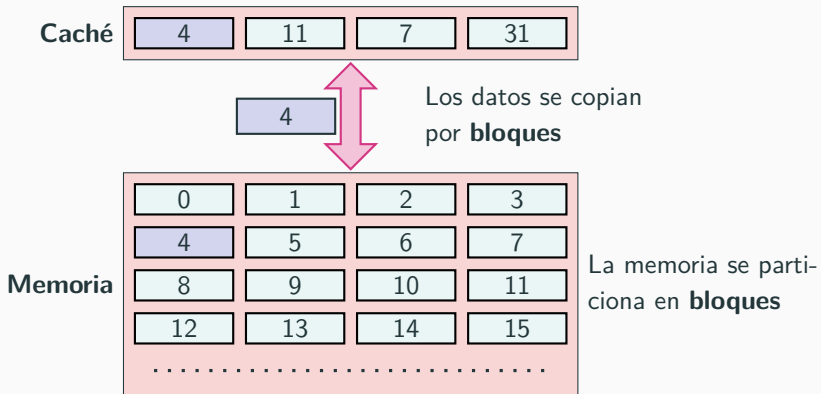 Caché 4 11 7 31
4
Los datos se copian
por bloques
0 1 2 3
4 5 6 7
Memoria 8 9 10 11
La memoria se parti-
ciona en bloques
12 13 14 15
. . . . . . . . . . . . . . . . . . . . . . . . . . . . . .